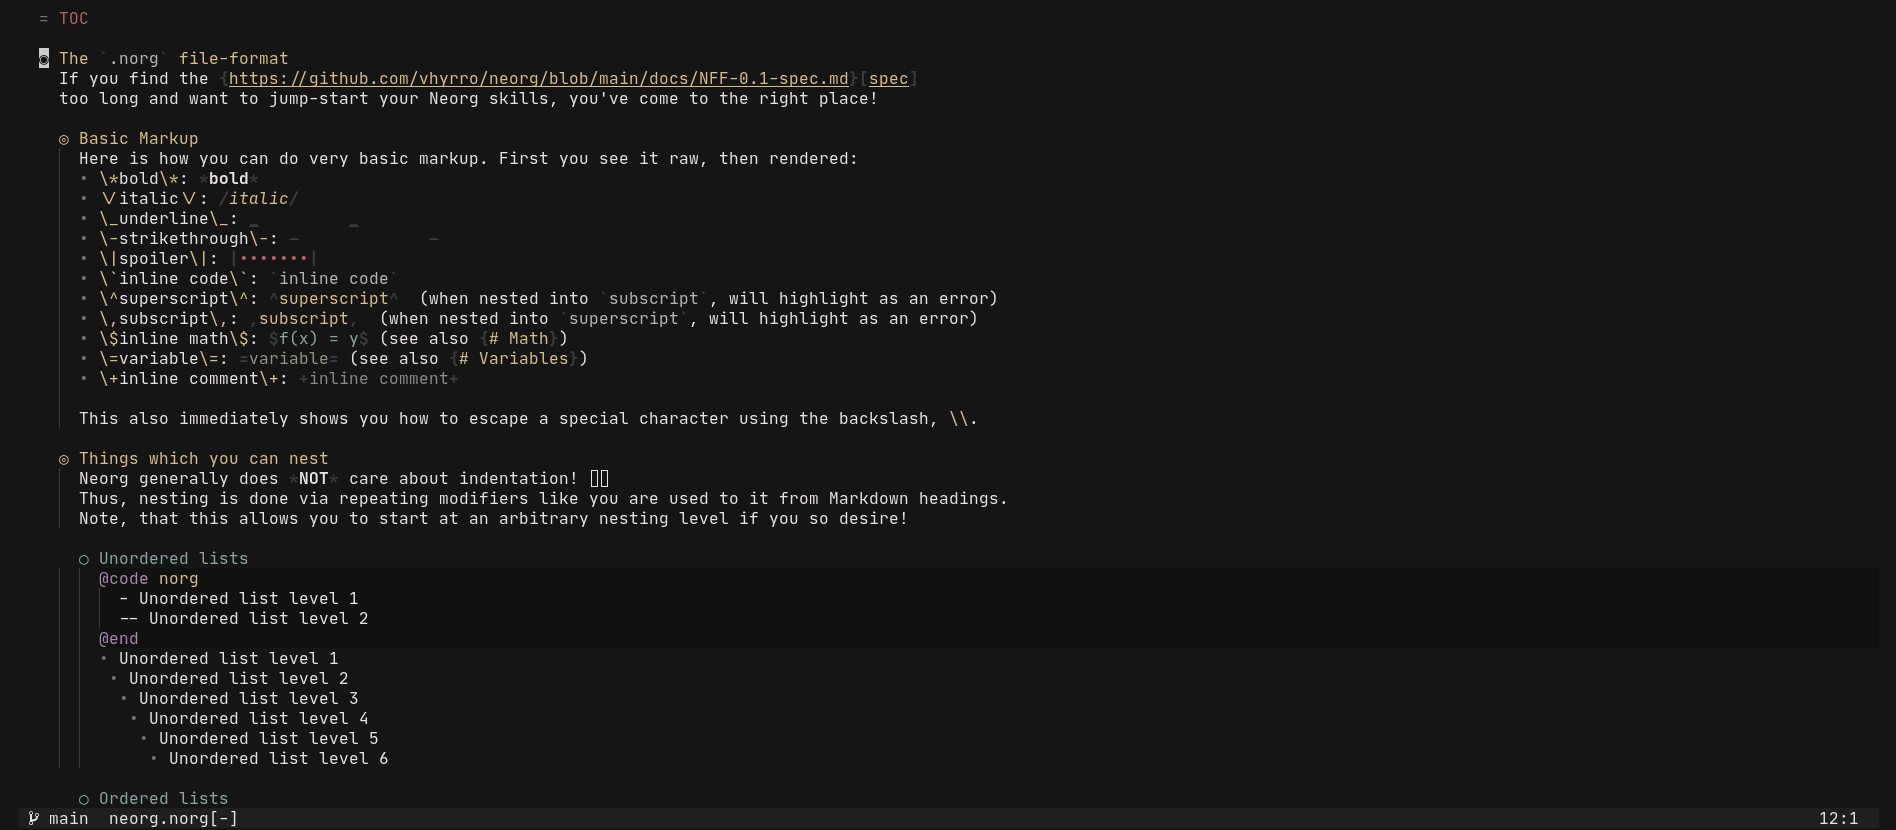 = TOC
◉ The `.norg` file-format
If you find the {https://github.com/vhyrro/neorg/blob/main/docs/NFF-0.1-spec.md}[spec]
too long and want to jump-start your Neorg skills, you've come to the right place!
◎ Basic Markup
Here is how you can do very basic markup. First you see it raw, then rendered:
• \*bold\*: *bold*
• \/italic\/: /italic/
• \_underline\_: _ _
• \-strikethrough\-: - -
• \|spoiler\|: |•••••••|
• \`inline code\`: `inline code`
• \^superscript\^: ^superscript^ (when nested into `subscript`, will highlight as an error)
• \,subscript\,: ,subscript, (when nested into `superscript`, will highlight as an error)
• \$inline math\$: $f(x) = y$ (see also {# Math})
• \=variable\=: =variable= (see also {# Variables})
• \+inline comment\+: +inline comment+
This also immediately shows you how to escape a special character using the backslash, \\.
◎ Things which you can nest
Neorg generally does *NOT* care about indentation!
Thus, nesting is done via repeating modifiers like you are used to it from Markdown headings.
Note, that this allows you to start at an arbitrary nesting level if you so desire!
○ Unordered lists
@code norg
- Unordered list level 1
-- Unordered list level 2
@end
• Unordered list level 1
• Unordered list level 2
• Unordered list level 3
• Unordered list level 4
• Unordered list level 5
• Unordered list level 6
○ Ordered lists
main neorg.norg[-] 12:1